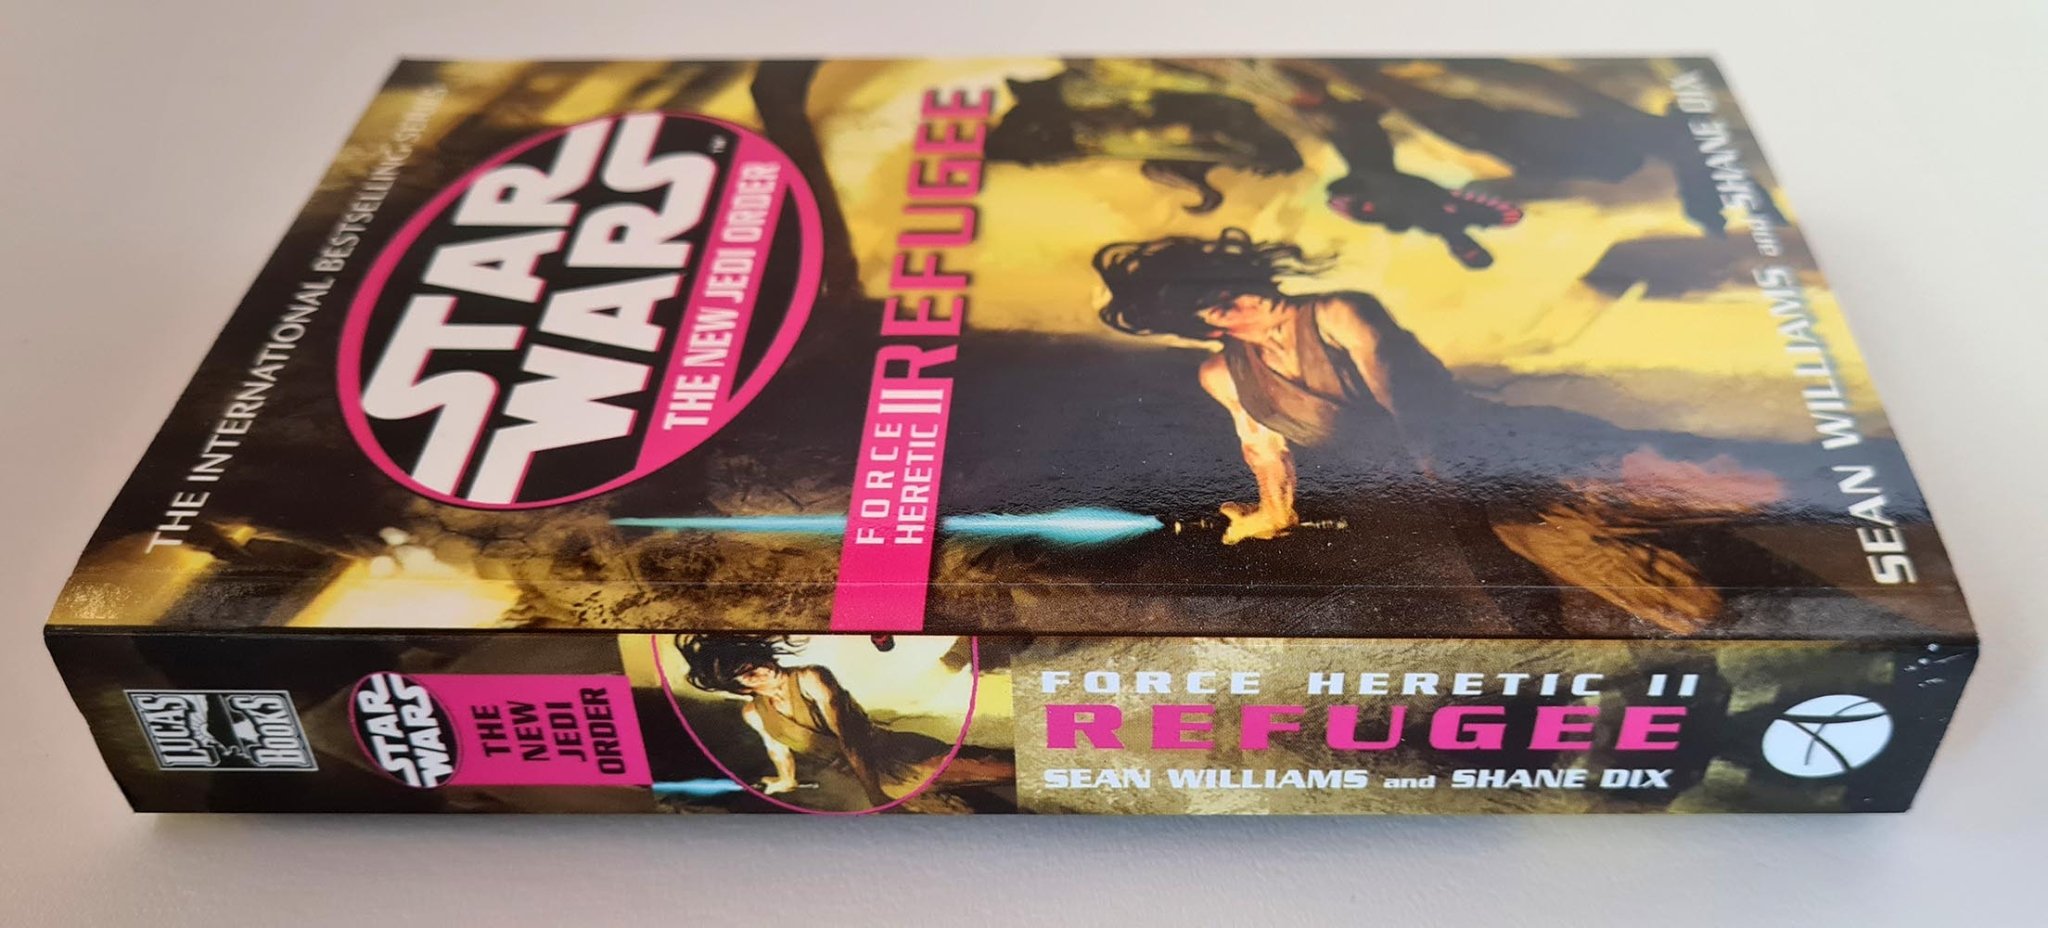 THE INTERNATIONAL BESTSELLING SERIES
STAR
WARS™
THE NEW JEDI ORDER
FORCE
HERETIC II
REFUGEE
SEAN WILLIAMS and SHANE DIX
LUCAS
BOOKS
STAR
WARS
THE
NEW
JEDI
ORDER
FORCE HERETIC II
REFUGEE
SEAN WILLIAMS and SHANE DIX